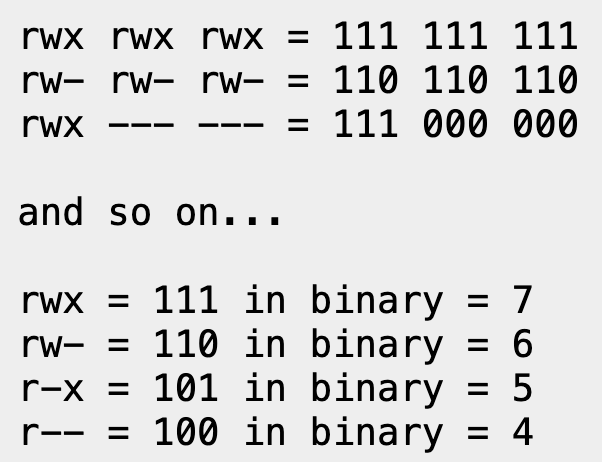 rwx rwx rwx = 111 111 111
rw- rw- rw- = 110 110 110
rwx --- --- = 111 000 000
and so on...
rwx = 111 in binary = 7
rw- = 110 in binary = 6
r-x = 101 in binary = 5
r-- = 100 in binary = 4